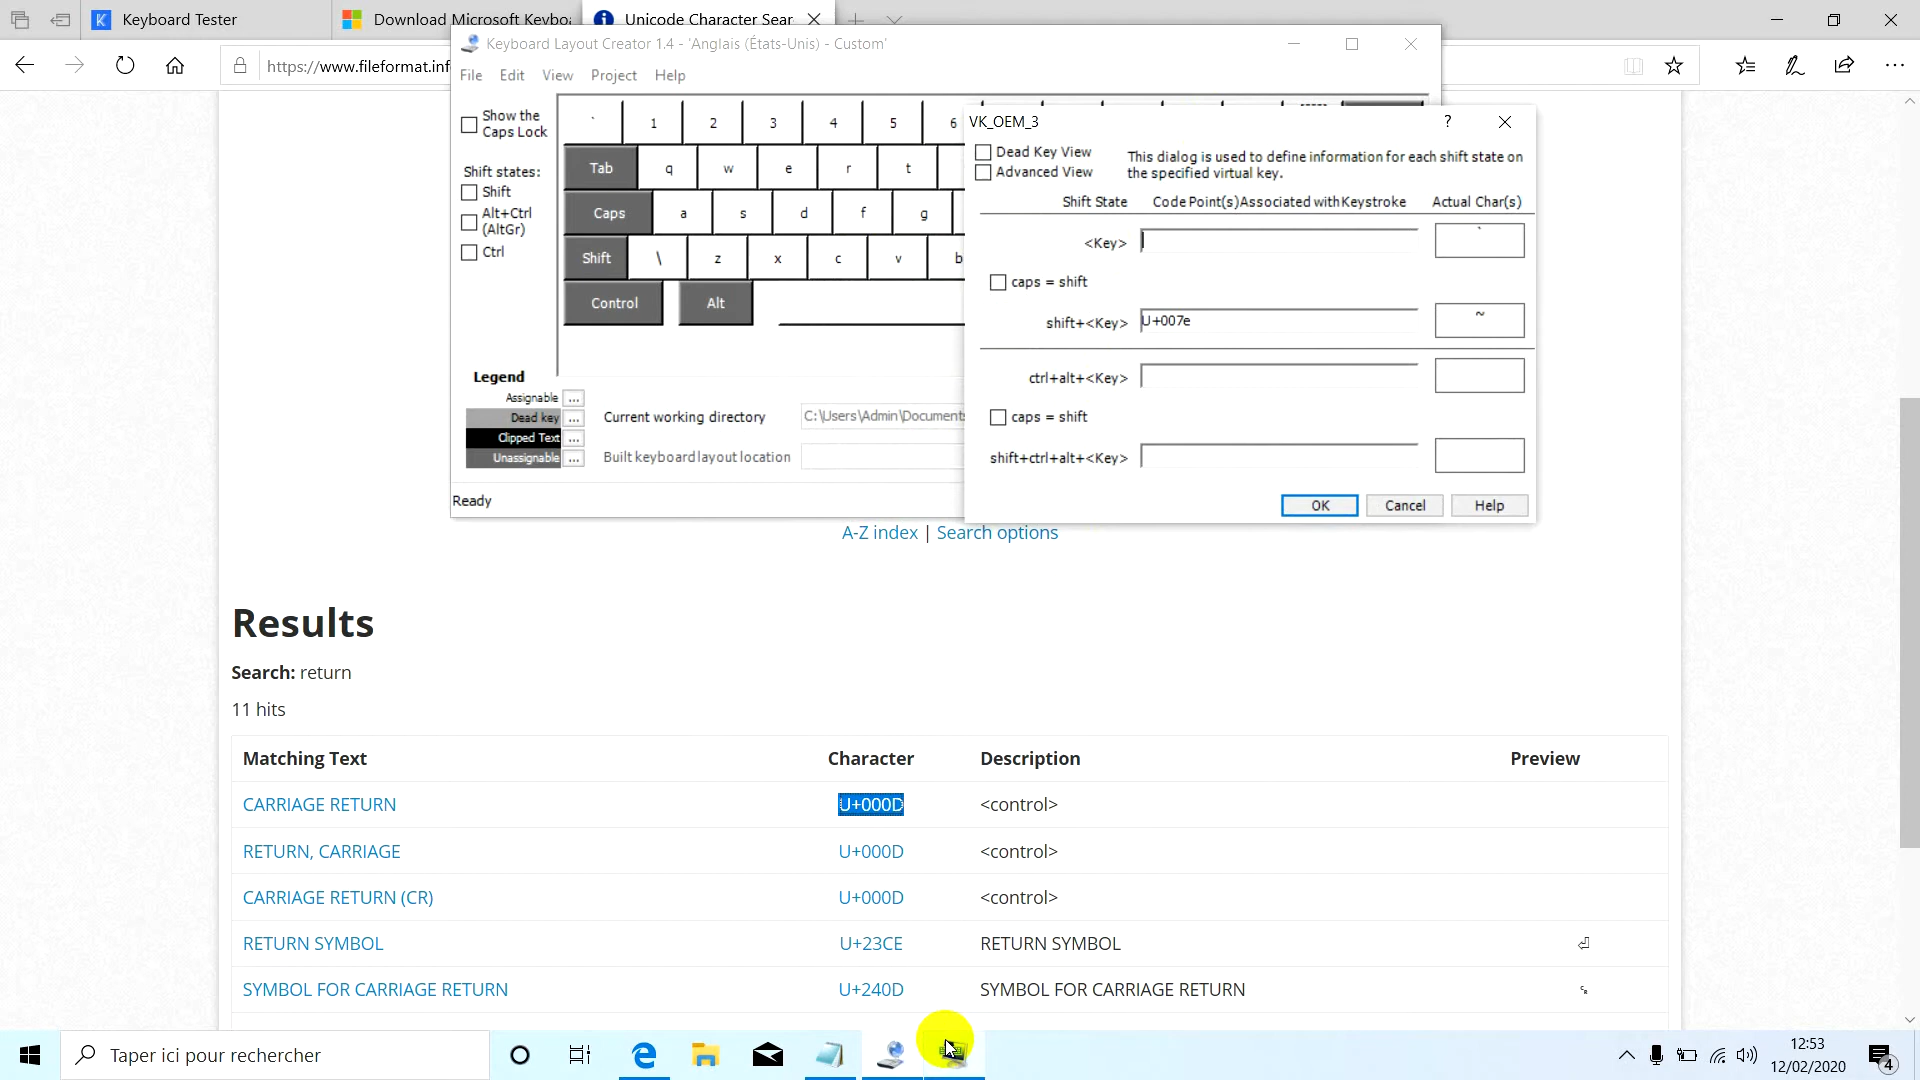 Keyboard Tester
Download Microsoft Keybo
Unicode Character Sear
https://www.fileformat.inf
Keyboard Layout Creator 1.4 - 'Anglais (États-Unis) - Custom'
File Edit View Project Help
Show the
Caps Lock
Shift states:
Shift
Alt+Ctrl
(AltGr)
Ctrl
` 1 2 3 4 5 6
Tab q w e r t
Caps a s d f g
Shift \ z x c v b
Control Alt
Legend
Assignable ...
Dead key ...
Clipped Text ...
Unassignable ...
Current working directory C:\Users\Admin\Documents
Built keyboard layout location
Ready
VK_OEM_3 ?
Dead Key View
Advanced View
This dialog is used to define information for each shift state on
the specified virtual key.
Shift State Code Point(s)Associated with Keystroke Actual Char(s)
<Key> `
caps = shift
shift+<Key> U+007e ~
ctrl+alt+<Key>
caps = shift
shift+ctrl+alt+<Key>
OK Cancel Help
A-Z index | Search options
Results
Search: return
11 hits
Matching Text Character Description Preview
CARRIAGE RETURN U+000D <control>
RETURN, CARRIAGE U+000D <control>
CARRIAGE RETURN (CR) U+000D <control>
RETURN SYMBOL U+23CE RETURN SYMBOL ⏎
SYMBOL FOR CARRIAGE RETURN U+240D SYMBOL FOR CARRIAGE RETURN ␍
Taper ici pour rechercher
12:53
12/02/2020
4